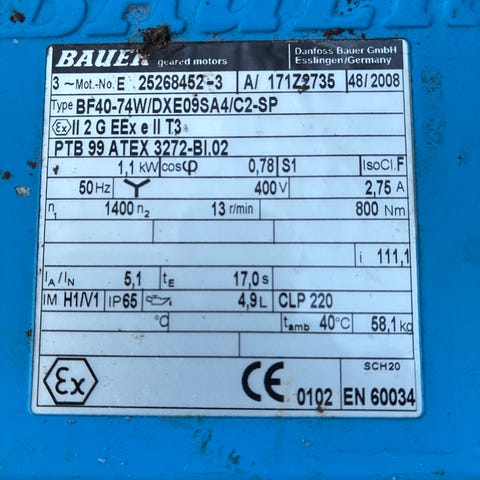 BAUER
BAUER geared motors Danfoss Bauer GmbH
Esslingen/Germany
3 ~ Mot.-No. E 25268452-3 A/ 171Z2735 48/2008
Type BF40-74W/DXE09SA4/C2-SP
Ex II 2 G EEx e II T3
PTB 99 ATEX 3272-BI.02
1,1 kW cosφ 0,78 S1 IsoCl. F
50 Hz Y 400 V 2,75 A
n1 1400 n2 13 r/min 800 Nm
i 111,1
IA/IN 5,1 tE 17,0 s
IM H1/V1 IP65 4,9 L CLP 220
°C tamb 40°C 58,1 kg
Ex CE 0102 SCH20
EN 60034